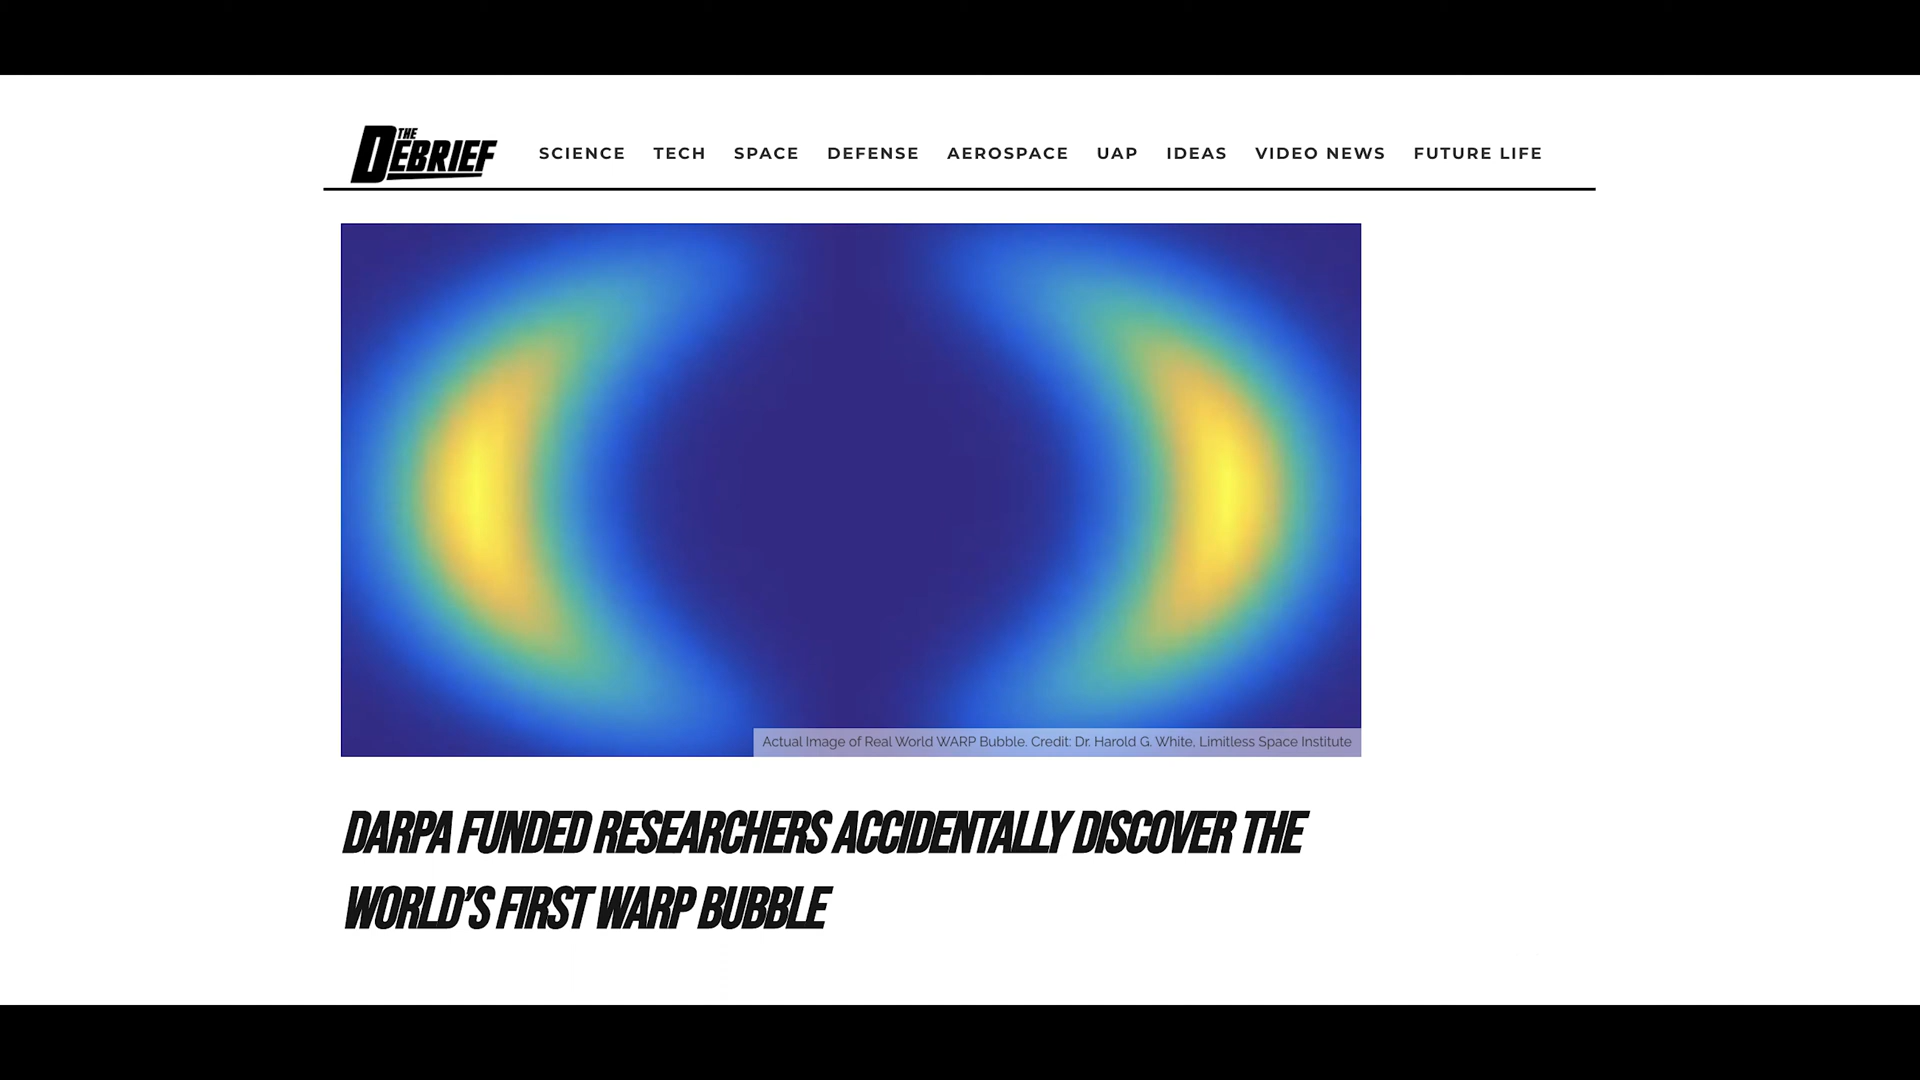 THE DEBRIEF
SCIENCE TECH SPACE DEFENSE AEROSPACE UAP IDEAS VIDEO NEWS FUTURE LIFE
Actual Image of Real World WARP Bubble. Credit: Dr. Harold G. White, Limitless Space Institute
DARPA FUNDED RESEARCHERS ACCIDENTALLY DISCOVER THE
WORLD'S FIRST WARP BUBBLE